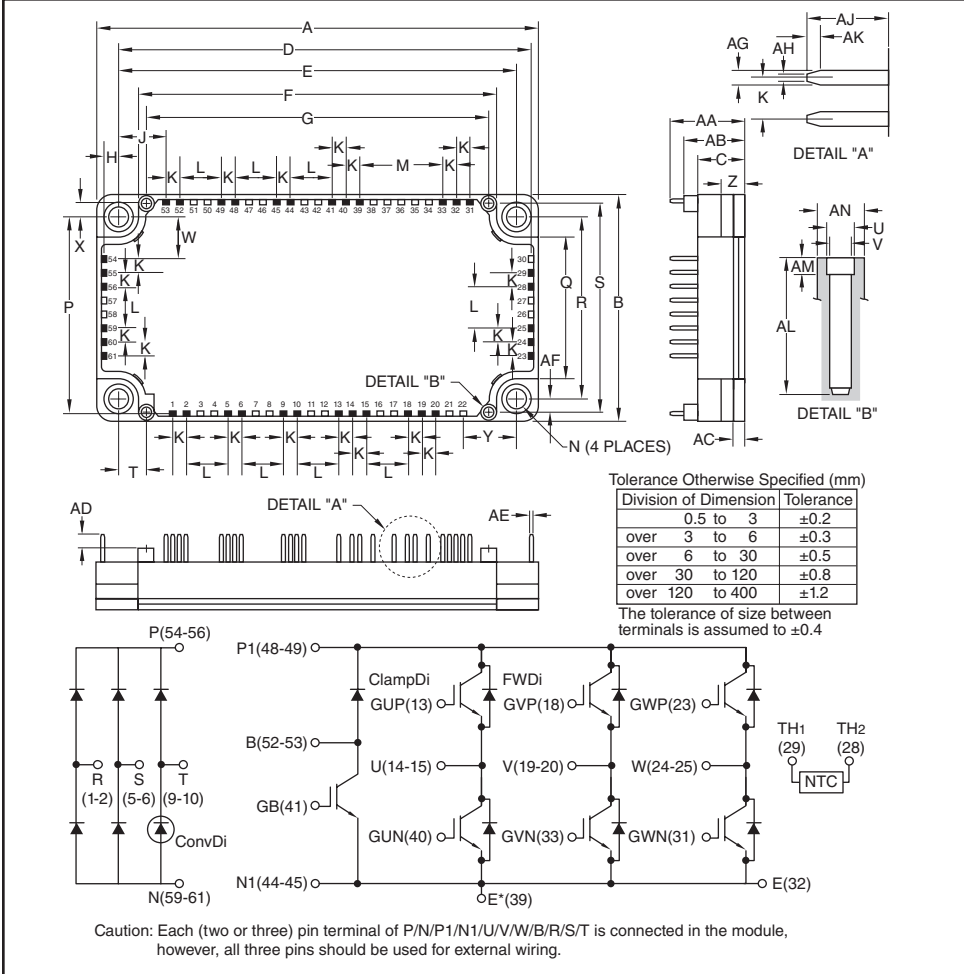 A
D
E
F
G
J
H
K
L
K
L
K
L
K
K
M
K
K
53 52 51 50 49 48 47 46 45 44 43 42 41 40 39 38 37 36 35 34 33 32 31
X
W
P
54
55
56
57
58
59
60
61
K
K
L
K
K
30
29
28
27
26
25
24
23
K
L
K
K
Q
R
S
B
AF
DETAIL "B"
1 2 3 4 5 6 7 8 9 10 11 12 13 14 15 16 17 18 19 20 21 22
N (4 PLACES)
T
K
L
K
L
K
L
K
K
L
K
K
Y
AA
AB
C
Z
AC
AJ
AK
AG
AH
K
DETAIL "A"
AN
U
V
AM
AL
DETAIL "B"
AD
DETAIL "A"
AE
Tolerance Otherwise Specified (mm)
Division of Dimension Tolerance
0.5 to 3 ±0.2
over 3 to 6 ±0.3
over 6 to 30 ±0.5
over 30 to 120 ±0.8
over 120 to 400 ±1.2
The tolerance of size between
terminals is assumed to ±0.4
P(54-56)
R
(1-2)
S
(5-6)
T
(9-10)
ConvDi
N(59-61)
P1(48-49)
ClampDi
B(52-53)
GB(41)
N1(44-45)
GUP(13)
FWDi
GVP(18)
GWP(23)
U(14-15)
V(19-20)
W(24-25)
GUN(40)
GVN(33)
GWN(31)
E*(39)
E(32)
TH1
(29)
TH2
(28)
NTC
Caution: Each (two or three) pin terminal of P/N/P1/N1/U/V/W/B/R/S/T is connected in the module,
however, all three pins should be used for external wiring.